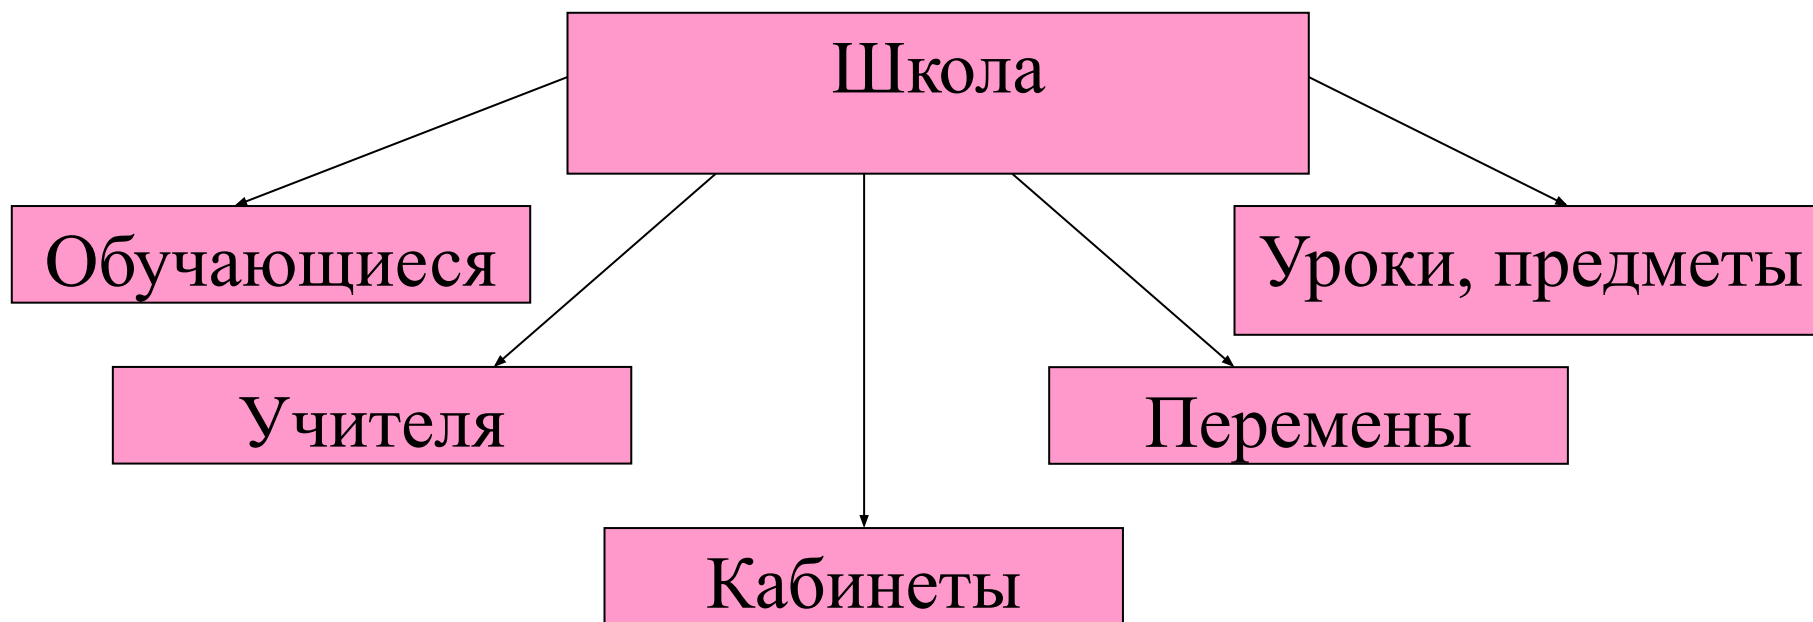 Школа
Обучающиеся
Уроки, предметы
Учителя
Перемены
Кабинеты